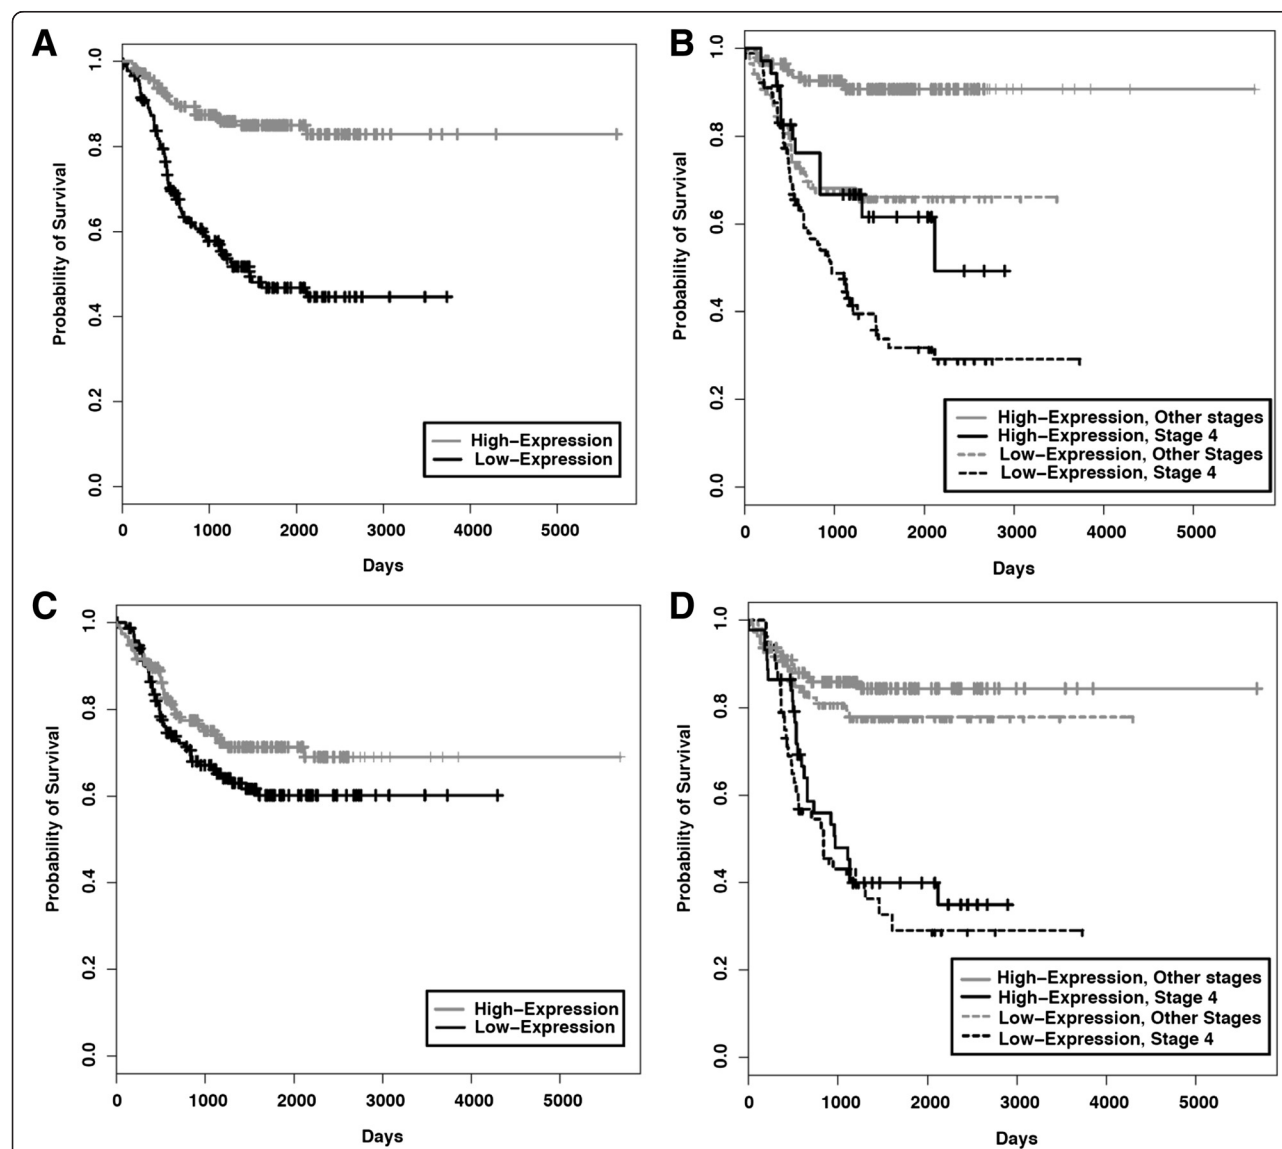 A
Probability of Survival
1.0
0.8
0.6
0.4
0.2
0.0
High-Expression
Low-Expression
0 1000 2000 3000 4000 5000
Days
B
Probability of Survival
1.0
0.8
0.6
0.4
0.2
0.0
High-Expression, Other stages
High-Expression, Stage 4
Low-Expression, Other Stages
Low-Expression, Stage 4
0 1000 2000 3000 4000 5000
Days
C
Probability of Survival
1.0
0.8
0.6
0.4
0.2
0.0
High-Expression
Low-Expression
0 1000 2000 3000 4000 5000
Days
D
Probability of Survival
1.0
0.8
0.6
0.4
0.2
0.0
High-Expression, Other stages
High-Expression, Stage 4
Low-Expression, Other Stages
Low-Expression, Stage 4
0 1000 2000 3000 4000 5000
Days